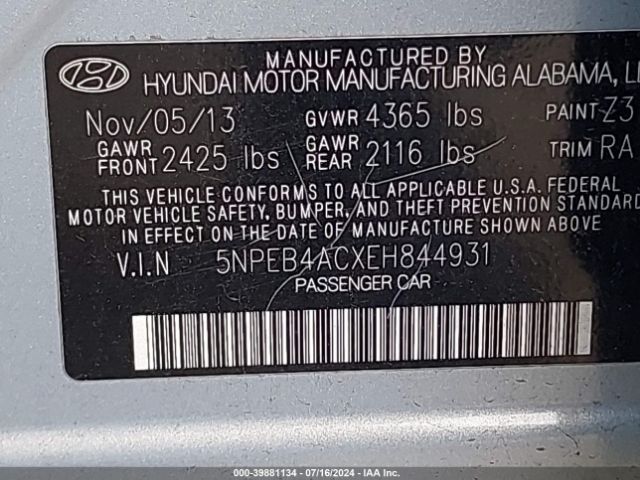 MANUFACTURED BY
HYUNDAI MOTOR MANUFACTURING ALABAMA,
Nov/05/13 GVWR 4365 lbs PAINT Z3
GAWR FRONT 2425 lbs GAWR REAR 2116 lbs TRIM RA
THIS VEHICLE CONFORMS TO ALL APPLICABLE U.S.A. FEDERAL
MOTOR VEHICLE SAFETY, BUMPER, AND THEFT PREVENTION STANDARD
IN EFFECT ON THE DATE OF MANUFACTURE SHOWN ABOVE
V.I.N 5NPEB4ACXEH844931
PASSENGER CAR
000-39881134 / 07/16/2024 / IAA Inc.